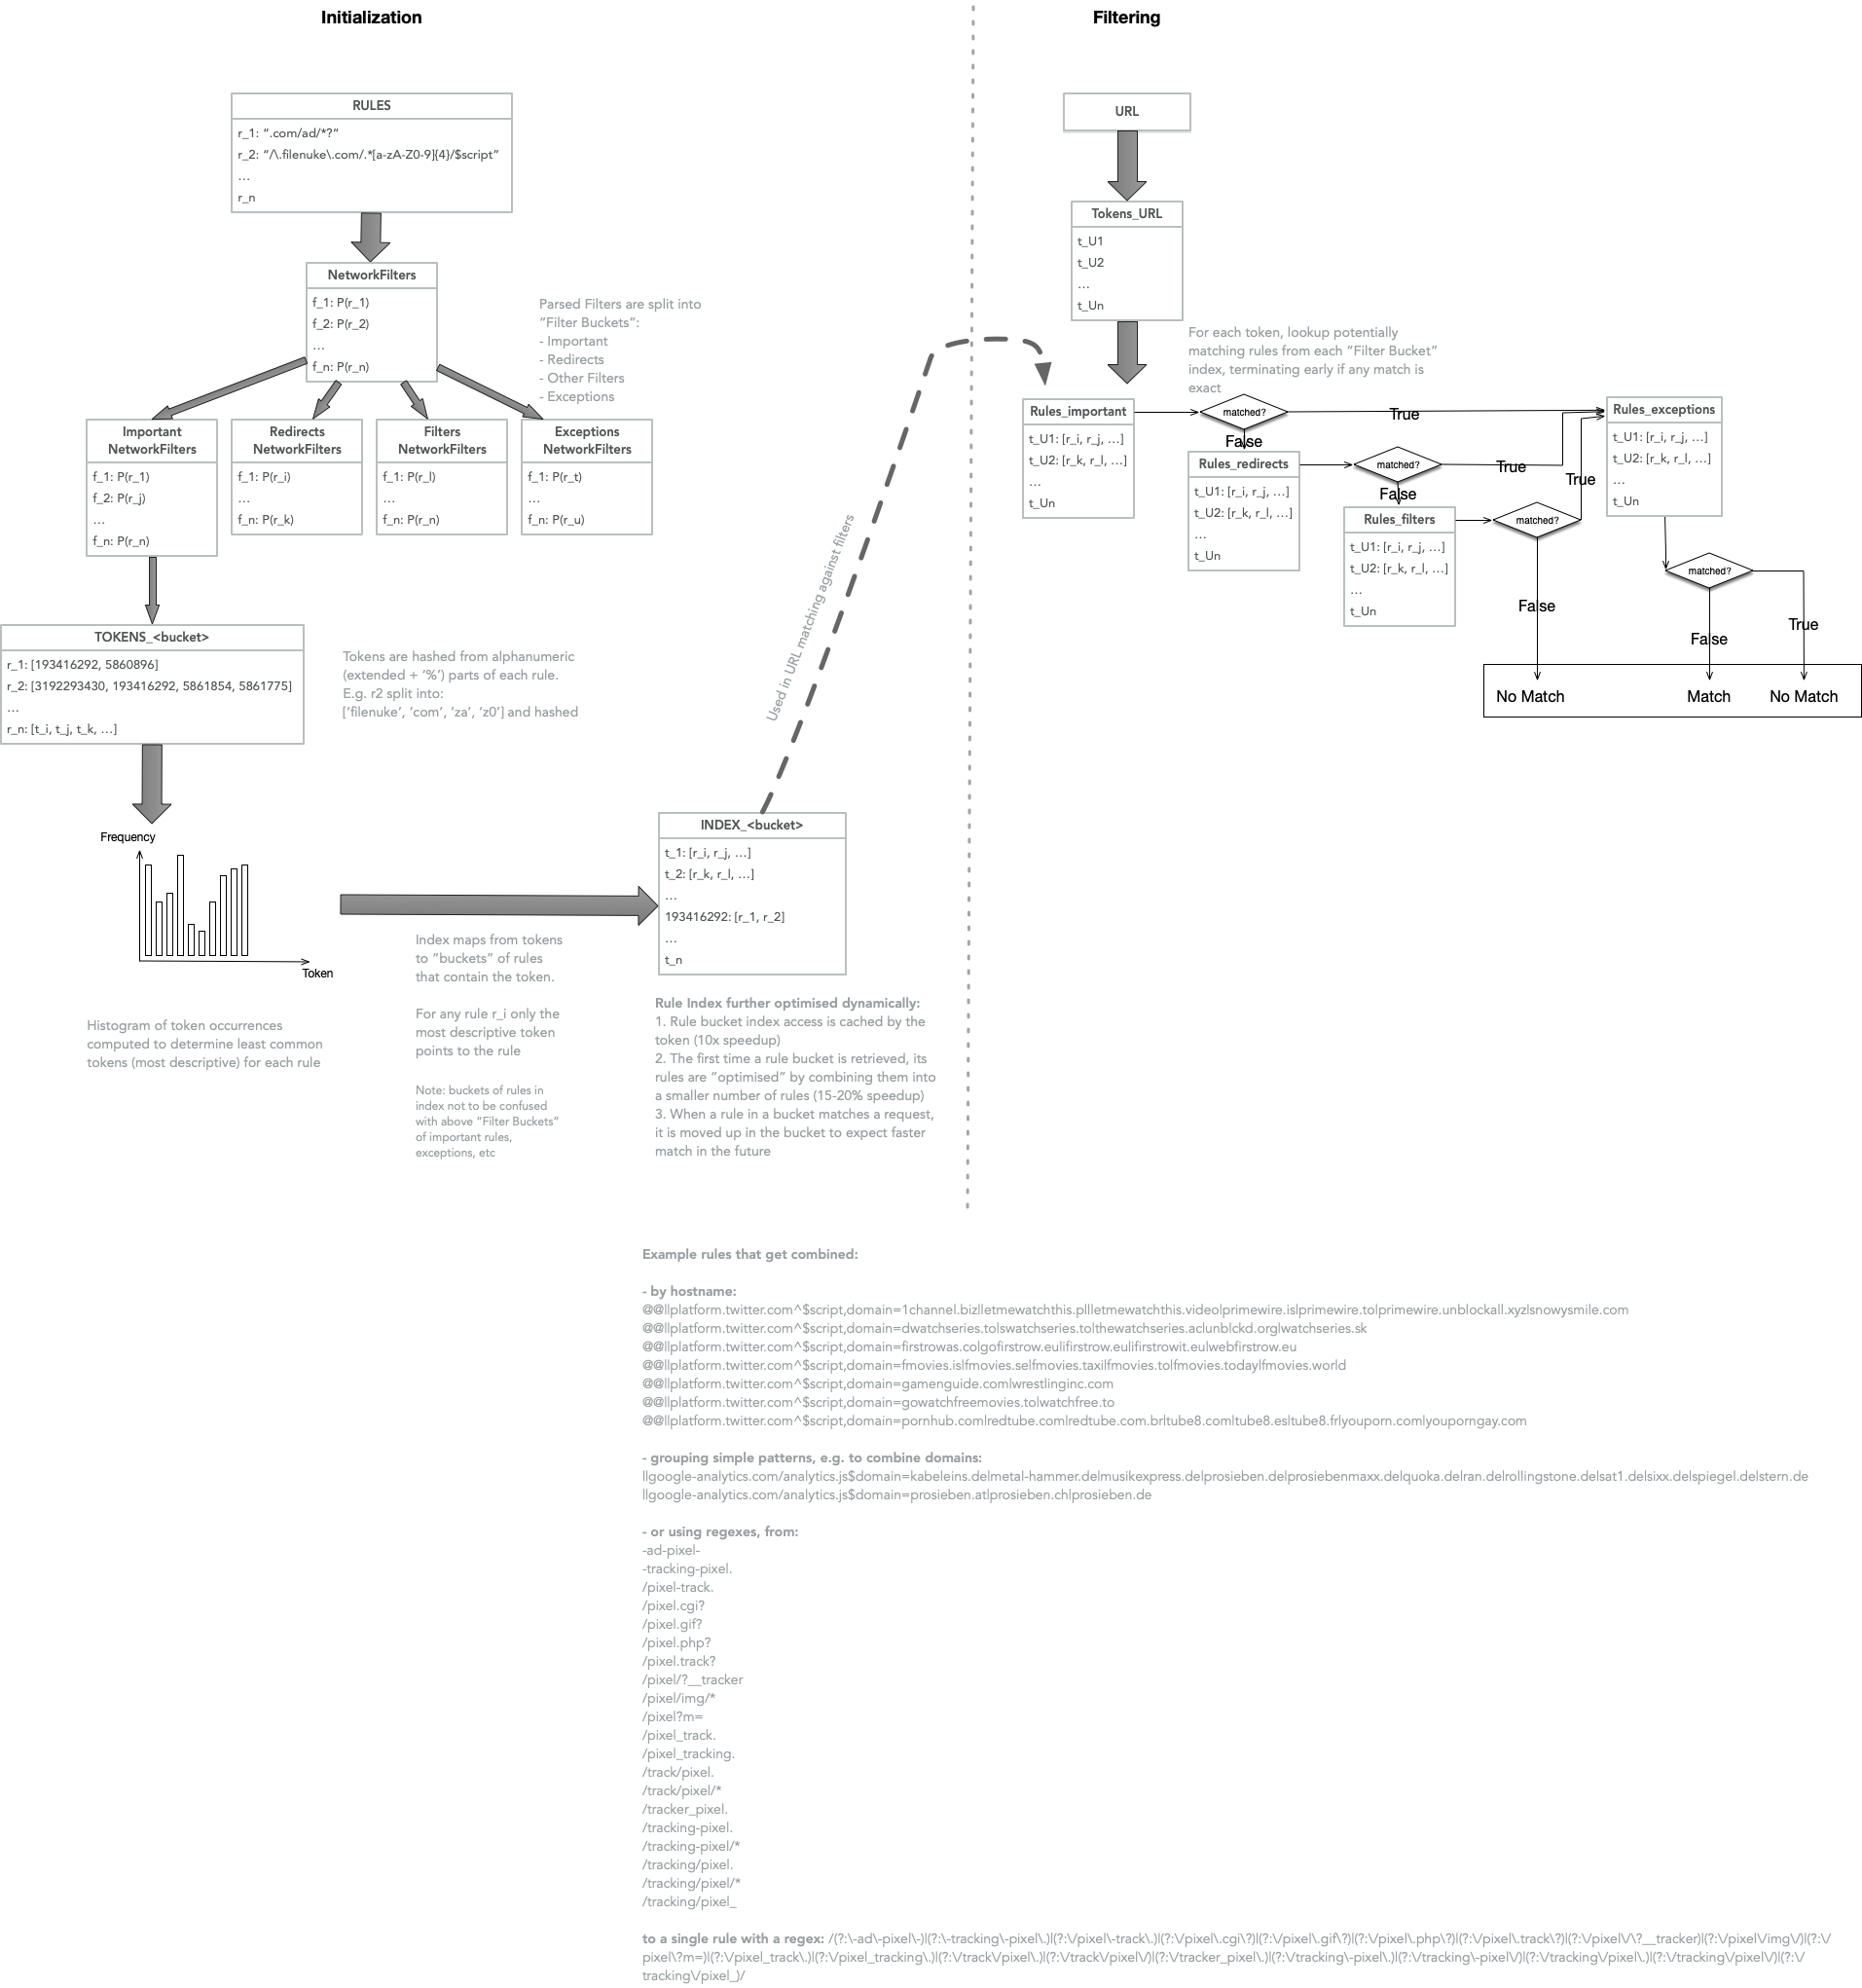 Initialization
RULES
r_1: “.com/ad/*?”
r_2: “/\.filenuke\.com/.*[a-zA-Z0-9]{4}/$script”
...
r_n
NetworkFilters
f_1: P(r_1)
f_2: P(r_2)
...
f_n: P(r_n)
Parsed Filters are split into
“Filter Buckets”:
- Important
- Redirects
- Other Filters
- Exceptions
Important
NetworkFilters
f_1: P(r_1)
f_2: P(r_j)
...
f_n: P(r_n)
Redirects
NetworkFilters
f_1: P(r_i)
...
f_n: P(r_k)
Filters
NetworkFilters
f_1: P(r_l)
...
f_n: P(r_n)
Exceptions
NetworkFilters
f_1: P(r_t)
...
f_n: P(r_u)
TOKENS_<bucket>
r_1: [193416292, 5860896]
r_2: [3192293430, 193416292, 5861854, 5861775]
...
r_n: [t_i, t_j, t_k, ...]
Tokens are hashed from alphanumeric
(extended + ‘%’) parts of each rule.
E.g. r2 split into:
[‘filenuke’, ‘com’, ‘za’, ‘z0’] and hashed
Frequency
Token
Histogram of token occurrences
computed to determine least common
tokens (most descriptive) for each rule
Index maps from tokens
to “buckets” of rules
that contain the token.
For any rule r_i only the
most descriptive token
points to the rule
Note: buckets of rules in
index not to be confused
with above “Filter Buckets”
of important rules,
exceptions, etc
INDEX_<bucket>
t_1: [r_i, r_j, ...]
t_2: [r_k, r_l, ...]
...
193416292: [r_1, r_2]
...
t_n
Rule Index further optimised dynamically:
1. Rule bucket index access is cached by the
token (10x speedup)
2. The first time a rule bucket is retrieved, its
rules are “optimised” by combining them into
a smaller number of rules (15-20% speedup)
3. When a rule in a bucket matches a request,
it is moved up in the bucket to expect faster
match in the future
Used in URL matching against filters
Filtering
URL
Tokens_URL
t_U1
t_U2
...
t_Un
For each token, lookup potentially
matching rules from each “Filter Bucket”
index, terminating early if any match is
exact
Rules_important
t_U1: [r_i, r_j, ...]
t_U2: [r_k, r_l, ...]
...
t_Un
matched?
True
False
Rules_redirects
t_U1: [r_i, r_j, ...]
t_U2: [r_k, r_l, ...]
...
t_Un
matched?
True
False
Rules_filters
t_U1: [r_i, r_j, ...]
t_U2: [r_k, r_l, ...]
...
t_Un
matched?
True
False
Rules_exceptions
t_U1: [r_i, r_j, ...]
t_U2: [r_k, r_l, ...]
...
t_Un
matched?
False
True
No Match
Match
No Match
Example rules that get combined:
- by hostname:
@@||platform.twitter.com^$script,domain=1channel.biz|letmewatchthis.pl|letmewatchthis.video|primewire.is|primewire.to|primewire.unblockall.xyz|snowysmile.com
@@||platform.twitter.com^$script,domain=dwatchseries.to|swatchseries.to|thewatchseries.ac|unblckd.org|watchseries.sk
@@||platform.twitter.com^$script,domain=firstrowas.co|gofirstrow.eu|ifirstrow.eu|ifirstrowit.eu|webfirstrow.eu
@@||platform.twitter.com^$script,domain=fmovies.is|fmovies.se|fmovies.taxi|fmovies.to|fmovies.today|fmovies.world
@@||platform.twitter.com^$script,domain=gamenguide.com|wrestlinginc.com
@@||platform.twitter.com^$script,domain=gowatchfreemovies.to|watchfree.to
@@||platform.twitter.com^$script,domain=pornhub.com|redtube.com|redtube.com.br|tube8.com|tube8.es|tube8.fr|youporn.com|youporngay.com
- grouping simple patterns, e.g. to combine domains:
||google-analytics.com/analytics.js$domain=kabeleins.de|metal-hammer.de|musikexpress.de|prosieben.de|prosiebenmaxx.de|quoka.de|ran.de|rollingstone.de|sat1.de|sixx.de|spiegel.de|stern.de
||google-analytics.com/analytics.js$domain=prosieben.at|prosieben.ch|prosieben.de
- or using regexes, from:
-ad-pixel-
-tracking-pixel.
/pixel-track.
/pixel.cgi?
/pixel.gif?
/pixel.php?
/pixel.track?
/pixel/?__tracker
/pixel/img/*
/pixel?m=
/pixel_track.
/pixel_tracking.
/track/pixel.
/track/pixel/*
/tracker_pixel.
/tracking-pixel.
/tracking-pixel/*
/tracking/pixel.
/tracking/pixel/*
/tracking/pixel_
to a single rule with a regex: /(?:\-ad\-pixel\-)|(?:\-tracking\-pixel\.)|(?:\/pixel\-track\.)|(?:\/pixel\.cgi\?)|(?:\/pixel\.gif\?)|(?:\/pixel\.php\?)|(?:\/pixel\.track\?)|(?:\/pixel\/\?__tracker)|(?:\/pixel\/img\/)|(?:\/
pixel\?m=)|(?:\/pixel_track\.)|(?:\/pixel_tracking\.)|(?:\/track\/pixel\.)|(?:\/track\/pixel\/)|(?:\/tracker_pixel\.)|(?:\/tracking\-pixel\.)|(?:\/tracking\-pixel\/)|(?:\/tracking\/pixel\.)|(?:\/tracking\/pixel\/)|(?:\/
tracking\/pixel_)/